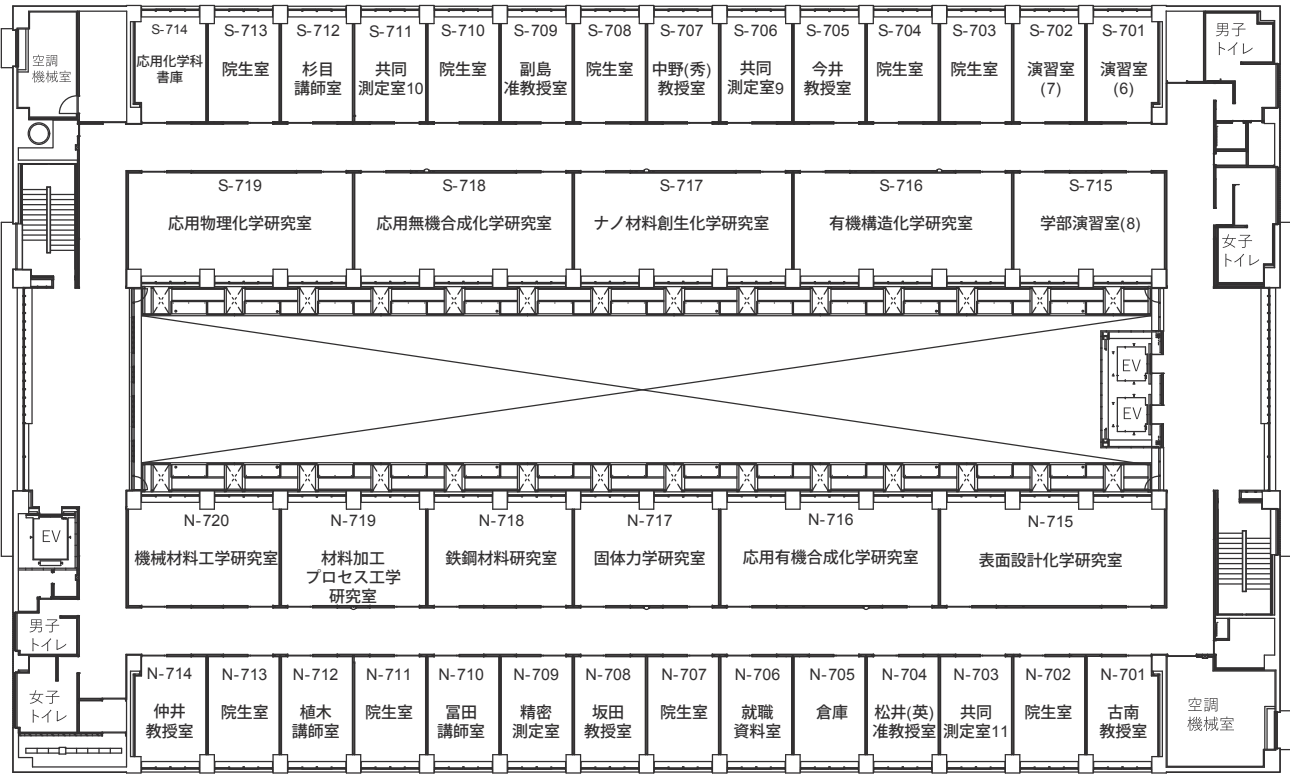 空調
機械室
S-714
応用化学科
書庫
S-713
院生室
S-712
杉目
講師室
S-711
共同
測定室10
S-710
院生室
S-709
副島
准教授室
S-708
院生室
S-707
中野(秀)
教授室
S-706
共同
測定室9
S-705
今井
教授室
S-704
院生室
S-703
院生室
S-702
演習室
(7)
S-701
演習室
(6)
男子
トイレ
S-719
応用物理化学研究室
S-718
応用無機合成化学研究室
S-717
ナノ材料創生化学研究室
S-716
有機構造化学研究室
S-715
学部演習室(8)
女子
トイレ
EV
EV
EV
N-720
機械材料工学研究室
N-719
材料加工
プロセス工学
研究室
N-718
鉄鋼材料研究室
N-717
固体力学研究室
N-716
応用有機合成化学研究室
N-715
表面設計化学研究室
男子
トイレ
女子
トイレ
N-714
仲井
教授室
N-713
院生室
N-712
植木
講師室
N-711
院生室
N-710
冨田
講師室
N-709
精密
測定室
N-708
坂田
教授室
N-707
院生室
N-706
就職
資料室
N-705
倉庫
N-704
松井(英)
准教授室
N-703
共同
測定室11
N-702
院生室
N-701
古南
教授室
空調
機械室